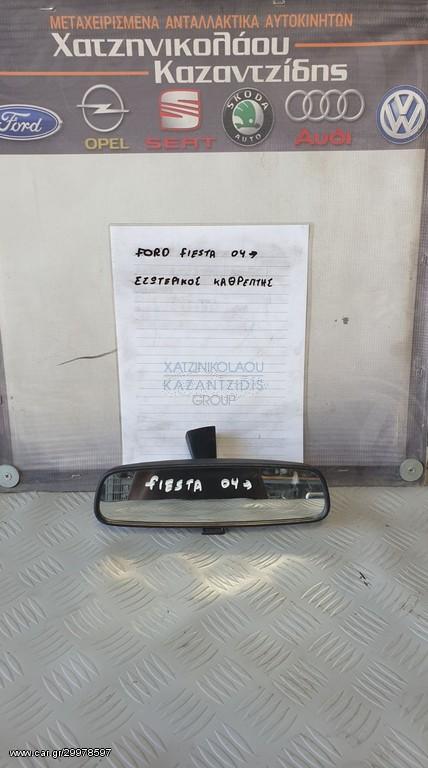 ΜΕΤΑΧΕΙΡΙΣΜΕΝΑ ΑΝΤΑΛΛΑΚΤΙΚΑ ΑΥΤΟΚΙΝΗΤΩΝ
Χατζηνικολάου
Καζαντζίδης
Ford
OPEL
SEAT
SKODA
AUTO
Audi
FORD FIESTA 04→
ΕΣΩΤΕΡΙΚΟΣ ΚΑΘΡΕΠΤΗΣ
XATZINIKOLAOU
KAZANTZIDIS
GROUP
FIESTA 04→
www.car.gr/29978597